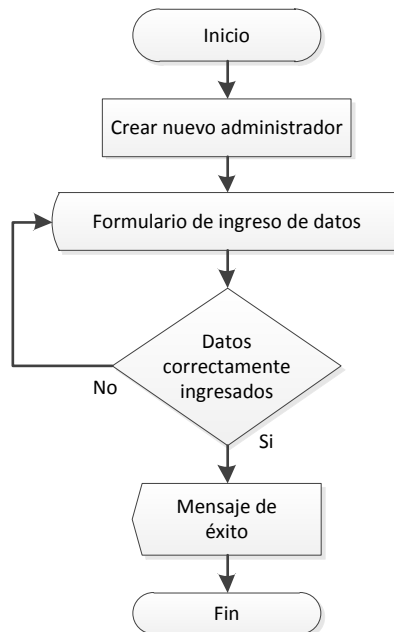 Inicio
Crear nuevo administrador
Formulario de ingreso de datos
Datos
correctamente
ingresados
No
Si
Mensaje de
éxito
Fin